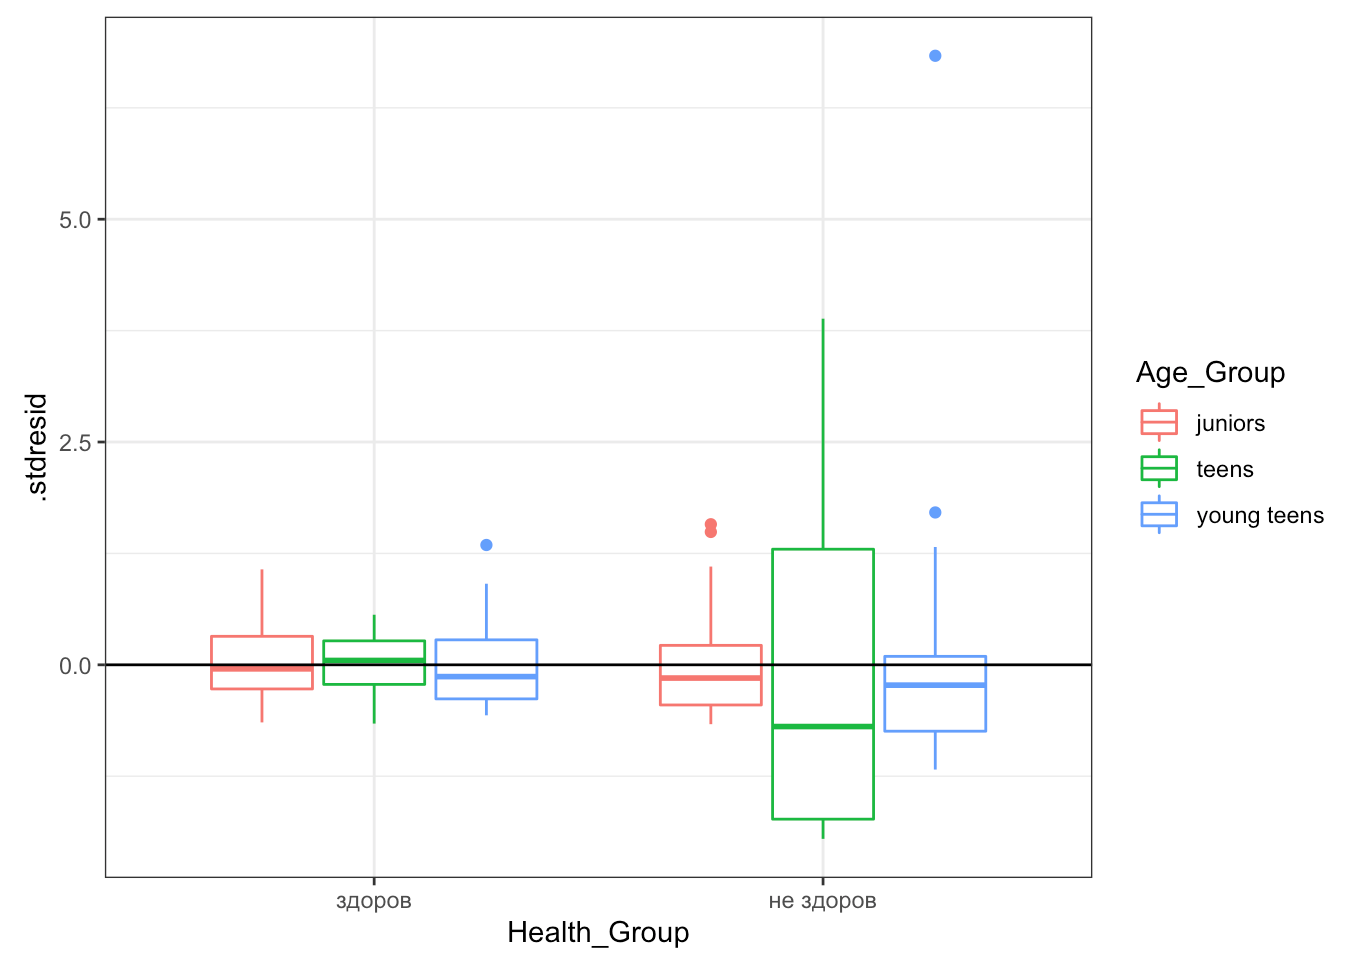 .stdresid
5.0
2.5
0.0
здоров
не здоров
Health_Group
Age_Group
juniors
teens
young teens